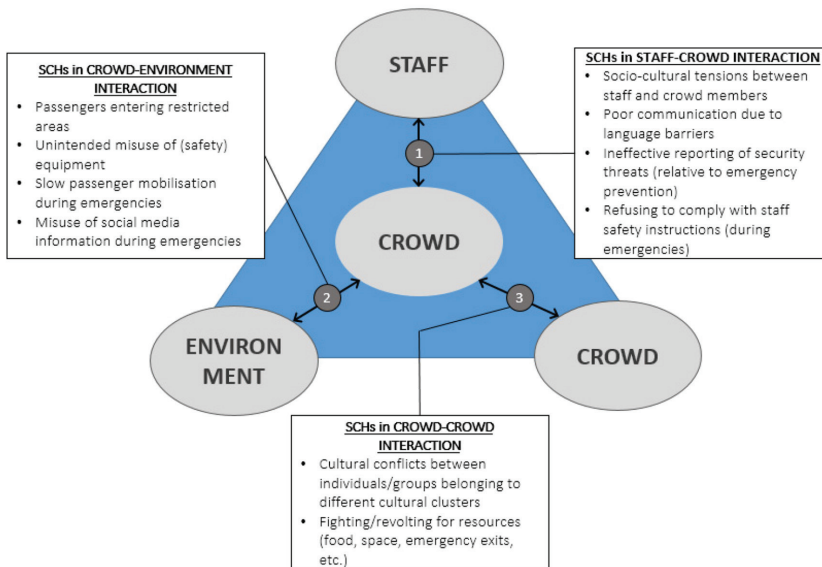 SCHs in CROWD-ENVIRONMENT
INTERACTION
• Passengers entering restricted
areas
• Unintended misuse of (safety)
equipment
• Slow passenger mobilisation
during emergencies
• Misuse of social media
information during emergencies
STAFF
SCHs in STAFF-CROWD INTERACTION
• Socio-cultural tensions between
staff and crowd members
• Poor communication due to
language barriers
• Ineffective reporting of security
threats (relative to emergency
prevention)
• Refusing to comply with staff
safety instructions (during
emergencies)
1
CROWD
2
3
ENVIRON
MENT
CROWD
SCHs in CROWD-CROWD
INTERACTION
• Cultural conflicts between
individuals/groups belonging to
different cultural clusters
• Fighting/revolting for resources
(food, space, emergency exits,
etc.)